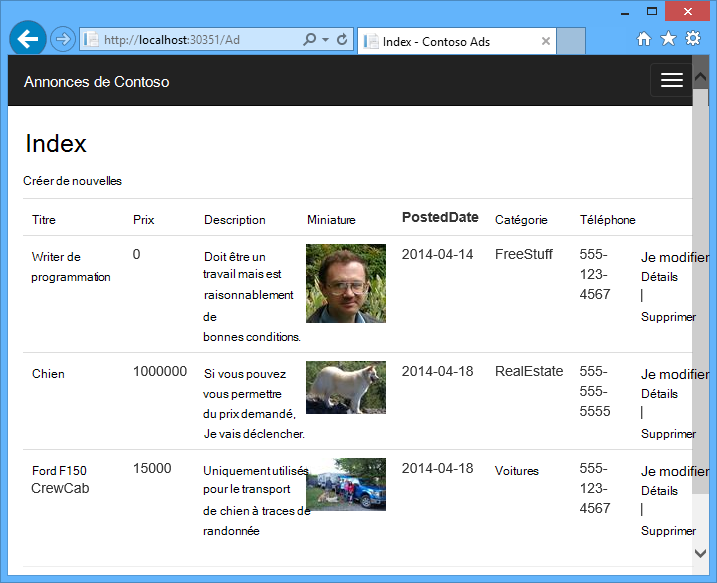 http://localhost:30351/Ad
Index - Contoso Ads
Annonces de Contoso
Index
Créer de nouvelles
Titre Prix Description Miniature PostedDate Catégorie Téléphone
Writer de
programmation
0
Doit être un
travail mais est
raisonnablement
de
bonnes conditions.
2014-04-14
FreeStuff
555-
123-
4567
Je modifier
Détails
|
Supprimer
Chien
1000000
Si vous pouvez
vous permettre
du prix demandé,
Je vais déclencher.
2014-04-18
RealEstate
555-
555-
5555
Je modifier
Détails
|
Supprimer
Ford F150
CrewCab
15000
Uniquement utilisés
pour le transport
de chien à traces de
randonnée
2014-04-18
Voitures
555-
123-
4567
Je modifier
Détails
|
Supprimer